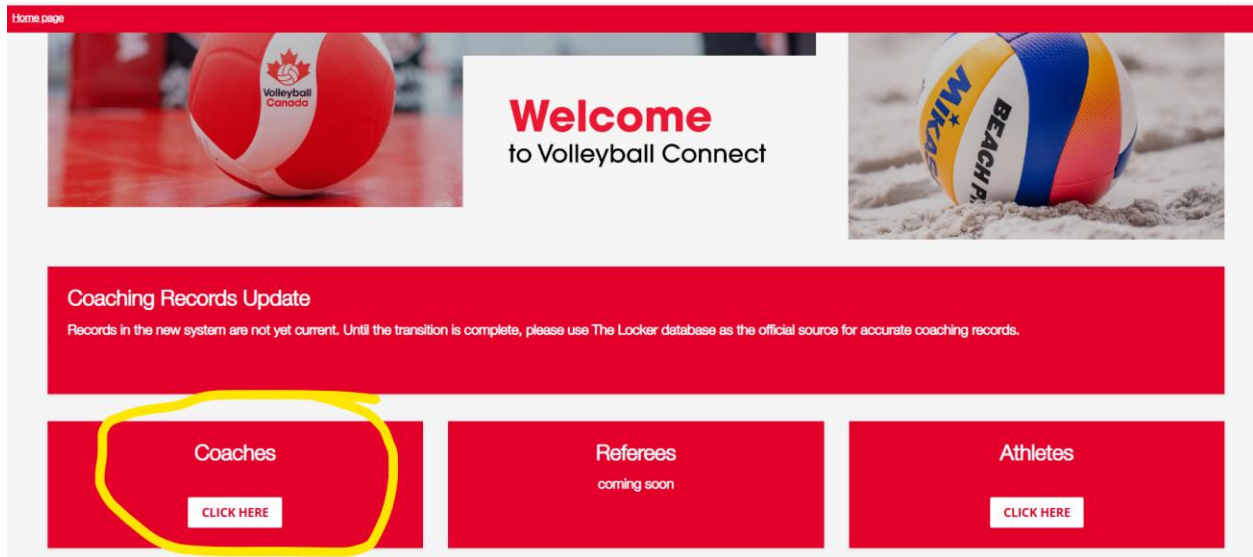 Home page
Volleyball
Canada
MIKAS
BEACH
Welcome
to Volleyball Connect
Coaching Records Update
Records in the new system are not yet current. Until the transition is complete, please use The Locker database as the official source for accurate coaching records.
Coaches
CLICK HERE
Referees
coming soon
Athletes
CLICK HERE